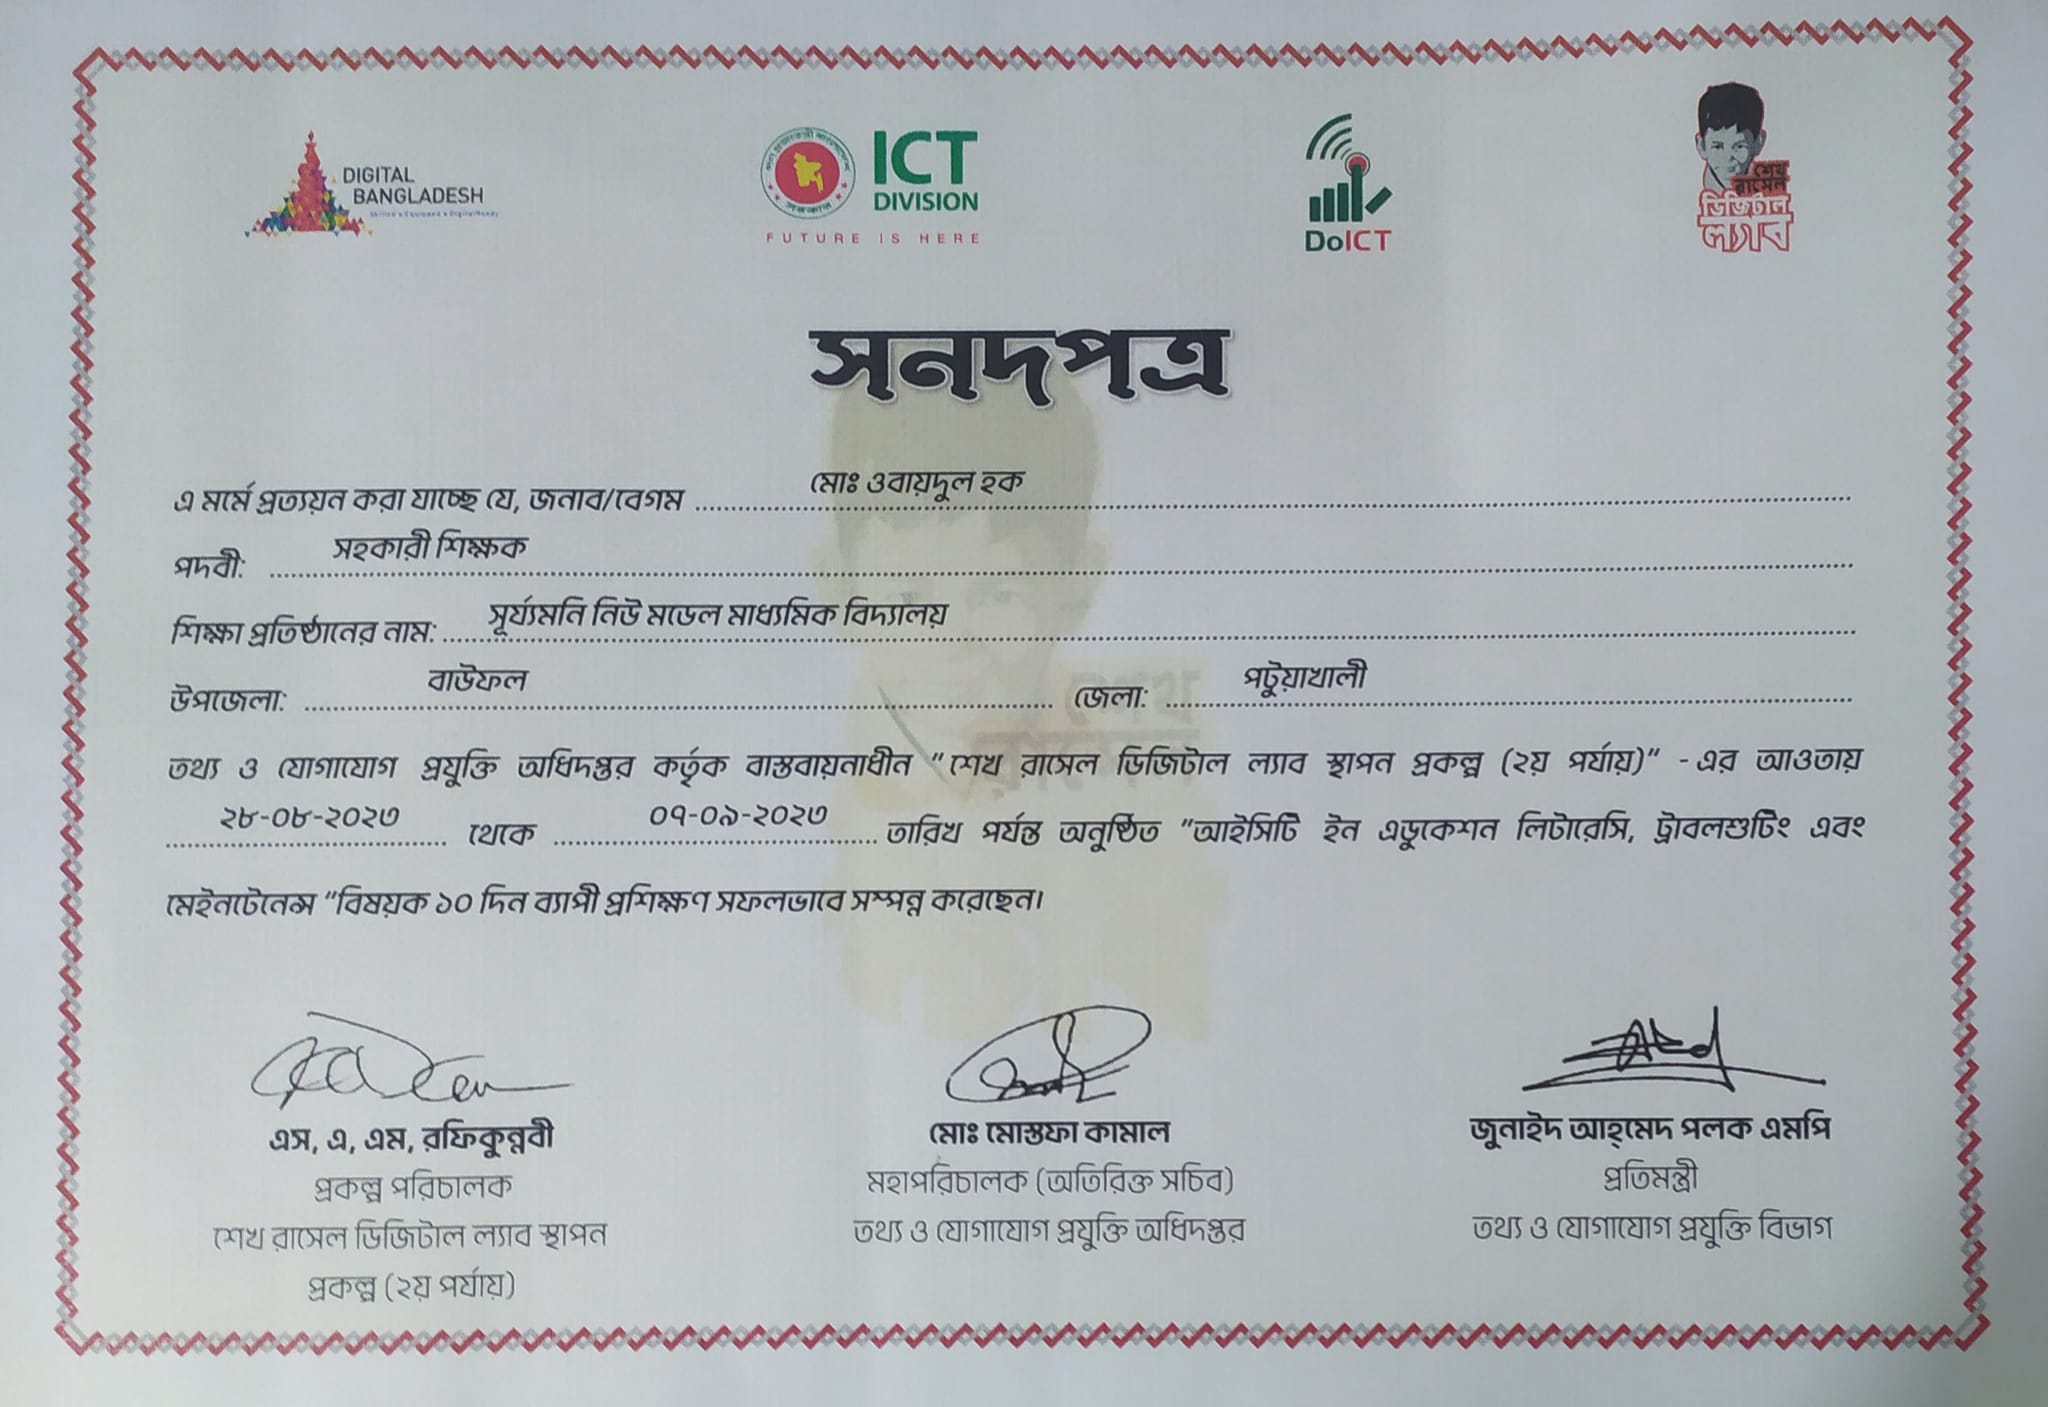 DIGITAL
BANGLADESH
ICT
DIVISION
FUTURE IS HERE
DoICT
শেখ
রাসেল
ডিজিটাল
ল্যাব
সনদপত্র
এ মর্মে প্রত্যয়ন করা যাচ্ছে যে, জনাব/বেগম মোঃ ওবায়দুল হক
পদবী: সহকারী শিক্ষক
শিক্ষা প্রতিষ্ঠানের নাম: সূর্য্যমনি নিউ মডেল মাধ্যমিক বিদ্যালয়
উপজেলা: বাউফল জেলা: পটুয়াখালী
তথ্য ও যোগাযোগ প্রযুক্তি অধিদপ্তর কর্তৃক বাস্তবায়নাধীন "শেখ রাসেল ডিজিটাল ল্যাব স্থাপন প্রকল্প (২য় পর্যায়)" -এর আওতায়
২৮-০৮-২০২৩ থেকে ০৭-০৯-২০২৩ তারিখ পর্যন্ত অনুষ্ঠিত "আইসিটি ইন এডুকেশন লিটারেসি, ট্রাবলশুটিং এবং
মেইনটেনেন্স "বিষয়ক ১০ দিন ব্যাপী প্রশিক্ষণ সফলভাবে সম্পন্ন করেছেন।
এস, এ, এম, রফিকুন্নবী
প্রকল্প পরিচালক
শেখ রাসেল ডিজিটাল ল্যাব স্থাপন
প্রকল্প (২য় পর্যায়)
মোঃ মোস্তফা কামাল
মহাপরিচালক (অতিরিক্ত সচিব)
তথ্য ও যোগাযোগ প্রযুক্তি অধিদপ্তর
জুনাইদ আহ্‌মেদ পলক এমপি
প্রতিমন্ত্রী
তথ্য ও যোগাযোগ প্রযুক্তি বিভাগ